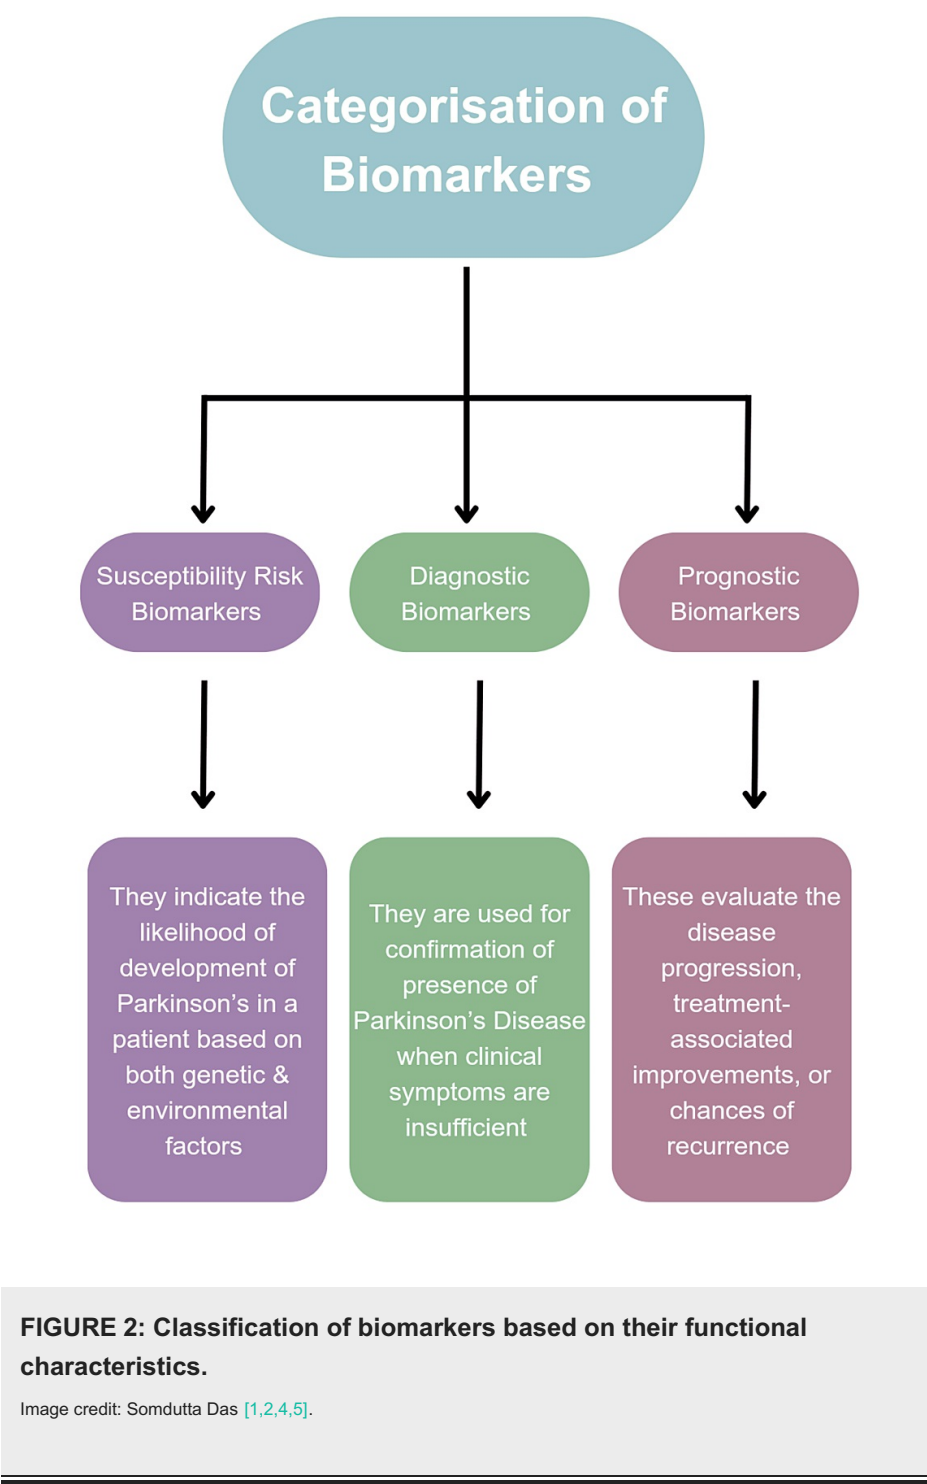 Categorisation of
Biomarkers
Susceptibility Risk
Biomarkers
Diagnostic
Biomarkers
Prognostic
Biomarkers
They indicate the
likelihood of
development of
Parkinson’s in a
patient based on
both genetic &
environmental
factors
They are used for
confirmation of
presence of
Parkinson’s Disease
when clinical
symptoms are
insufficient
These evaluate the
disease
progression,
treatment-
associated
improvements, or
chances of
recurrence
FIGURE 2: Classification of biomarkers based on their functional
characteristics.
Image credit: Somdutta Das [1,2,4,5].